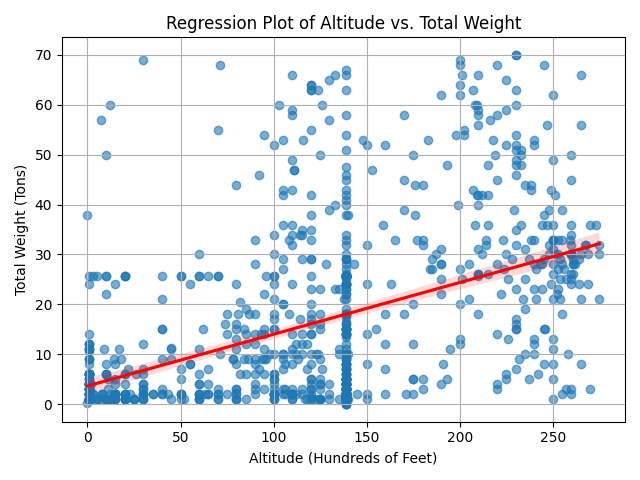 Regression Plot of Altitude vs. Total Weight
Total Weight (Tons)
70
60
50
40
30
20
10
0
0 50 100 150 200 250
Altitude (Hundreds of Feet)